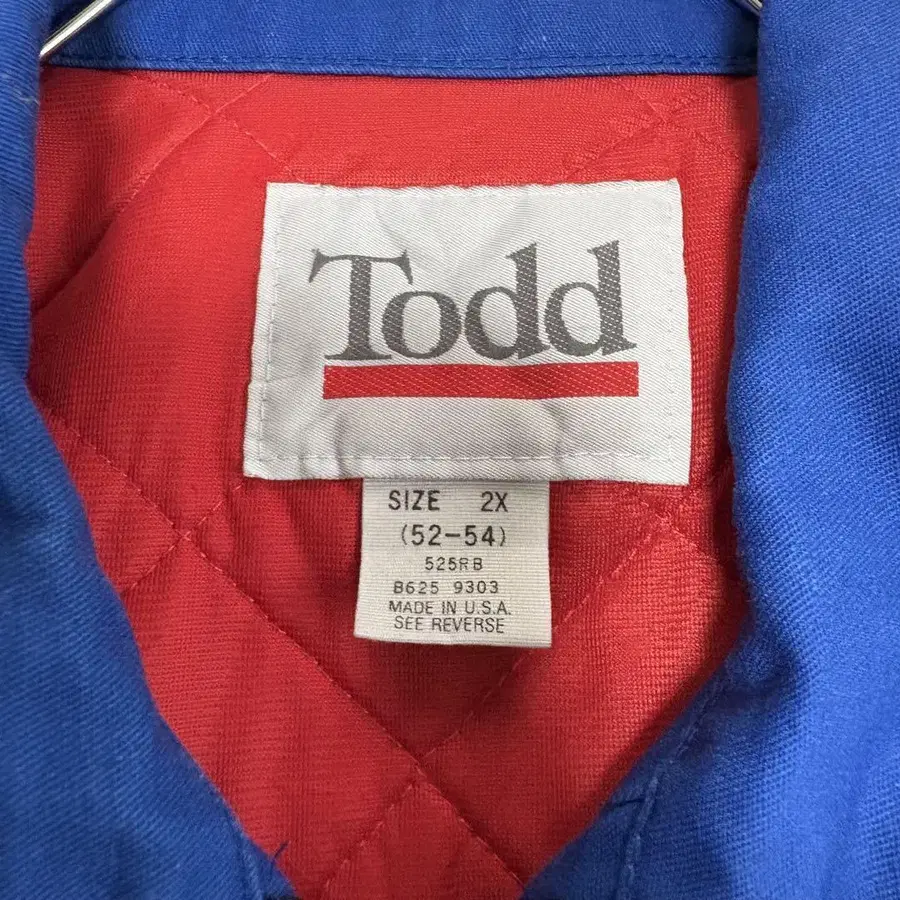 Todd
SIZE 2X
(52-54)
525RB
B625 9303
MADE IN U.S.A.
SEE REVERSE